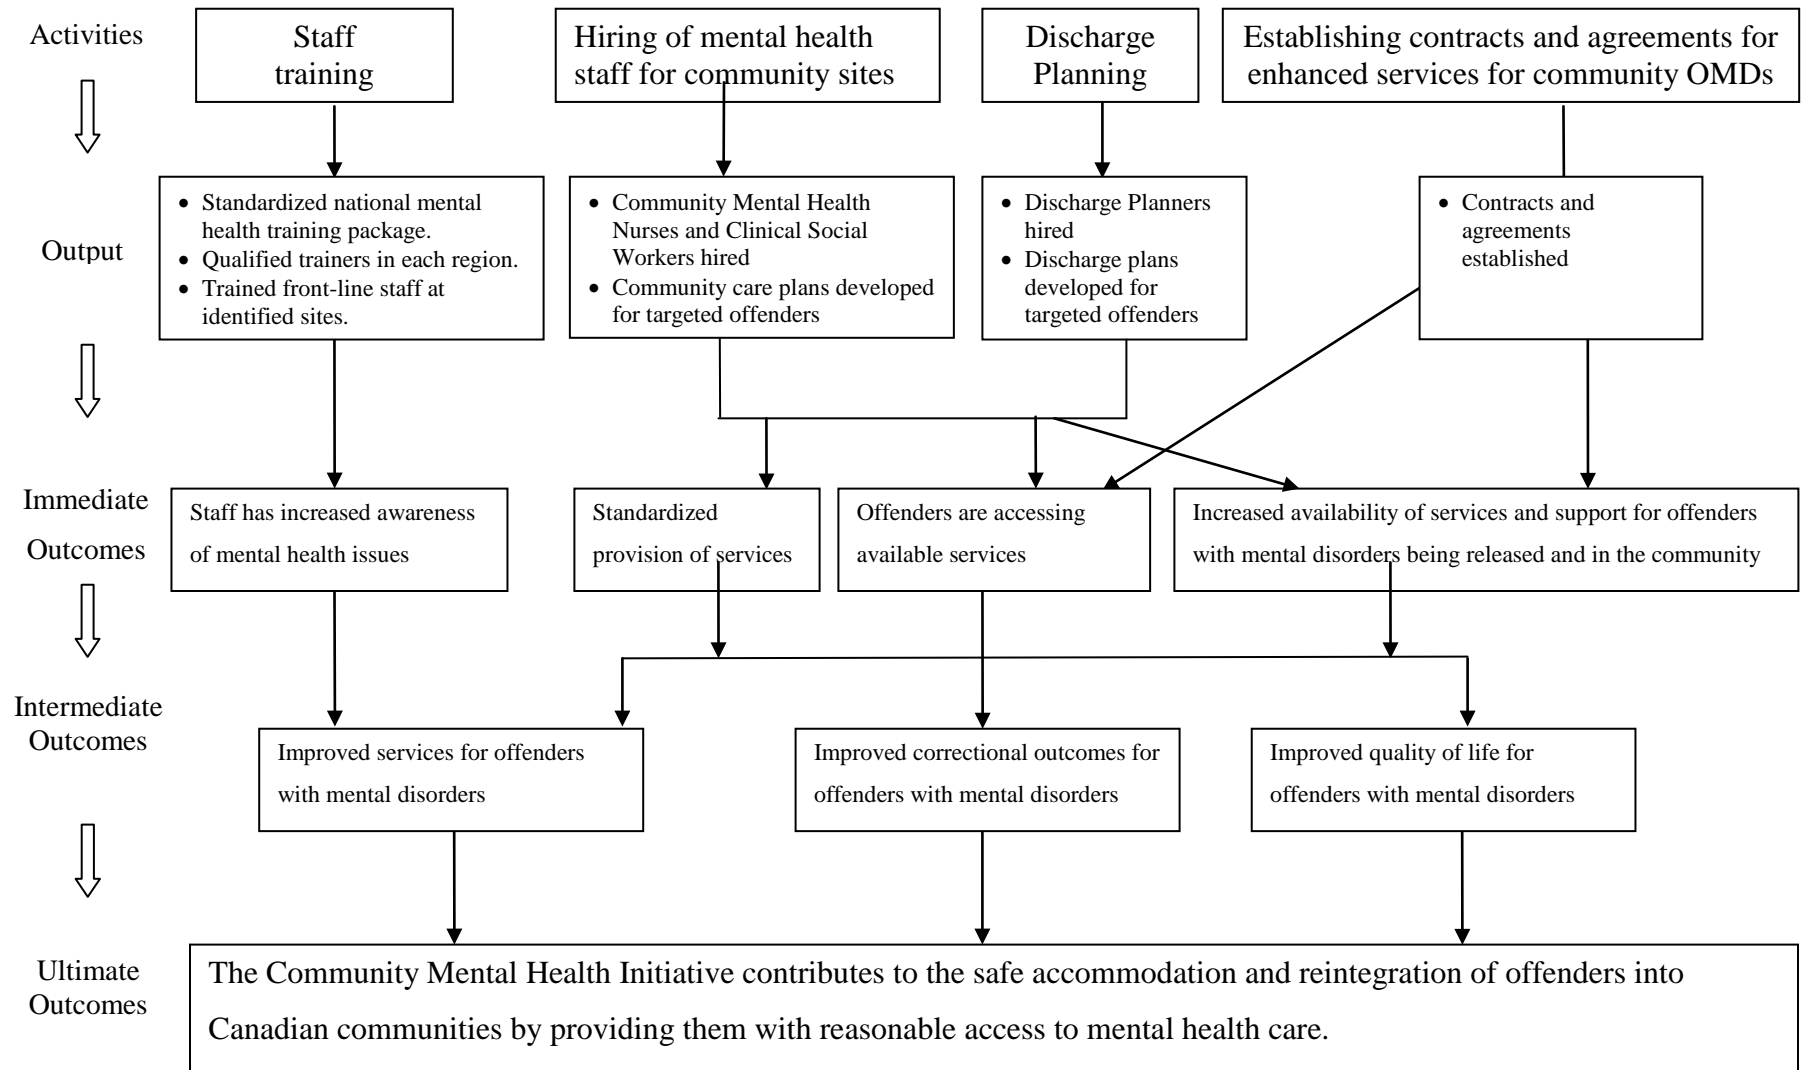 Activities
Staff
training
Hiring of mental health
staff for community sites
Discharge
Planning
Establishing contracts and agreements for
enhanced services for community OMDs
Output
• Standardized national mental
health training package.
• Qualified trainers in each region.
• Trained front-line staff at
identified sites.
• Community Mental Health
Nurses and Clinical Social
Workers hired
• Community care plans developed
for targeted offenders
• Discharge Planners
hired
• Discharge plans
developed for
targeted offenders
• Contracts and
agreements
established
Immediate
Outcomes
Staff has increased awareness
of mental health issues
Standardized
provision of services
Offenders are accessing
available services
Increased availability of services and support for offenders
with mental disorders being released and in the community
Intermediate
Outcomes
Improved services for offenders
with mental disorders
Improved correctional outcomes for
offenders with mental disorders
Improved quality of life for
offenders with mental disorders
Ultimate
Outcomes
The Community Mental Health Initiative contributes to the safe accommodation and reintegration of offenders into
Canadian communities by providing them with reasonable access to mental health care.